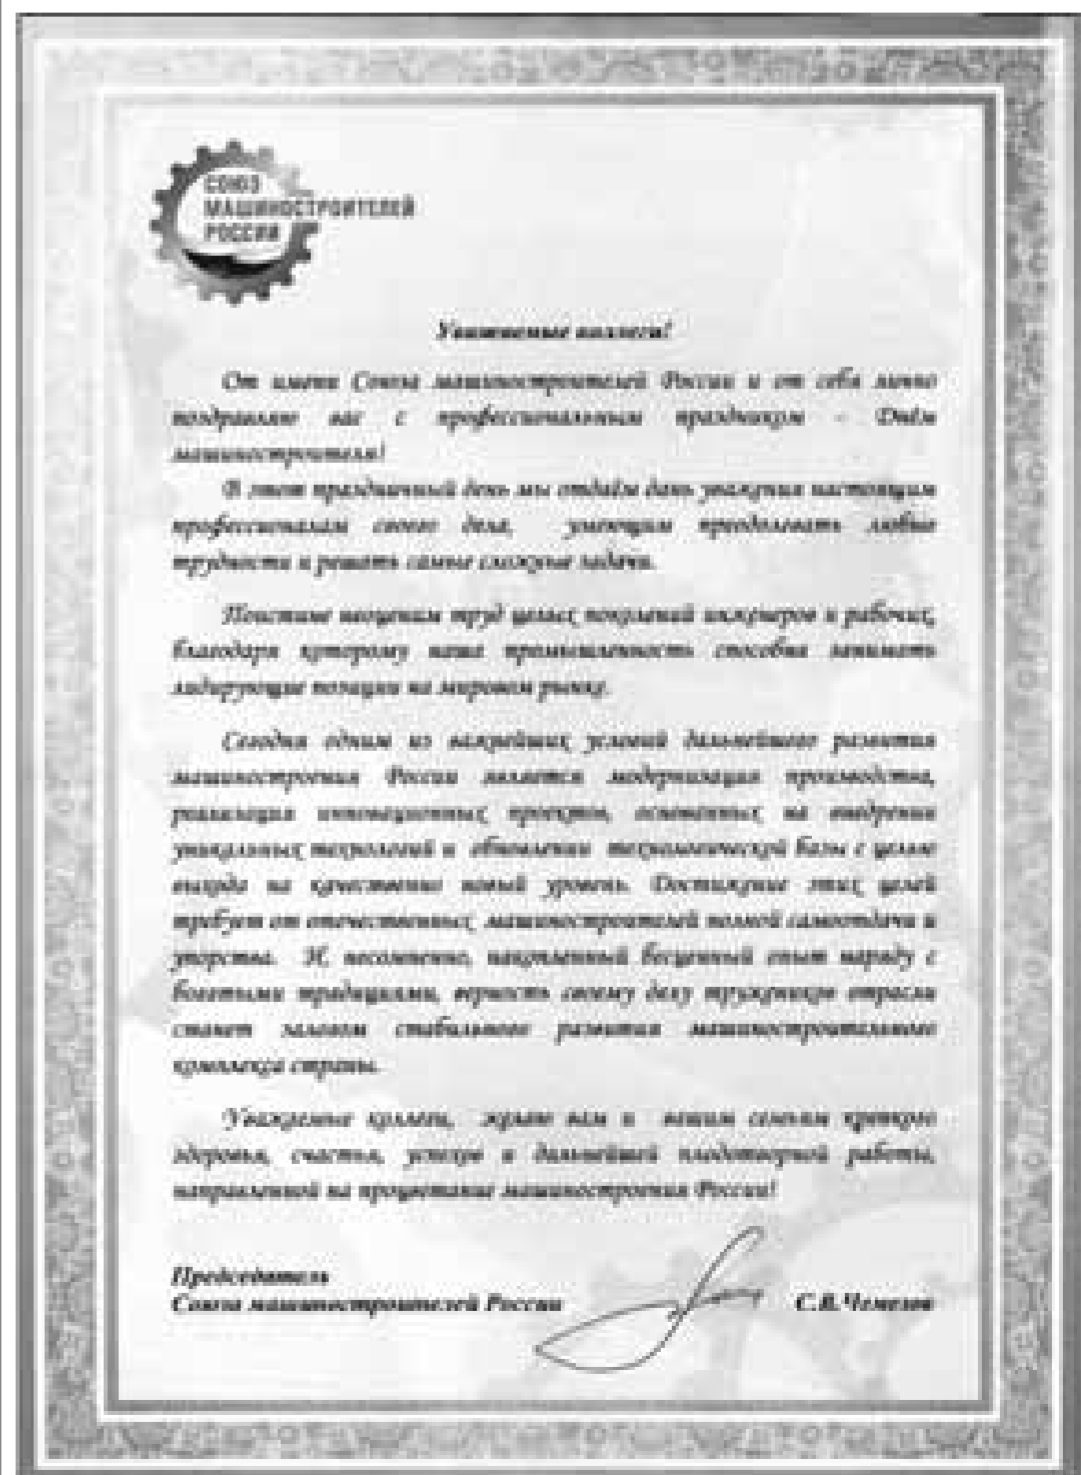 СОЮЗ
МАШИНОСТРОИТЕЛЕЙ
РОССИИ
Уважаемые коллеги!
От имени Союза машиностроителей России и от себя лично
поздравляю вас с профессиональным праздником – Днём
машиностроителя!
В этот праздничный день мы отдаём дань уважения настоящим
профессионалам своего дела, умеющим преодолевать любые
трудности и решать самые сложные задачи.
Поистине неоценим труд целых поколений инженеров и рабочих,
благодаря которому наша промышленность способна занимать
лидирующие позиции на мировом рынке.
Сегодня одним из важнейших условий дальнейшего развития
машиностроения России является модернизация производства,
реализация инновационных проектов, основанных на внедрении
уникальных технологий и обновлении технологической базы с целью
выхода на качественно новый уровень. Достижение этих целей
требует от отечественных машиностроителей полной самоотдачи и
упорства. И, несомненно, накопленный бесценный опыт наряду с
богатыми традициями, верность своему делу тружеников отрасли
станет залогом стабильного развития машиностроительного
комплекса страны.
Уважаемые коллеги, желаю вам и вашим семьям крепкого
здоровья, счастья, успехов и дальнейшей плодотворной работы,
направленной на процветание машиностроения России!
Председатель
Союза машиностроителей России С.В.Чемезов